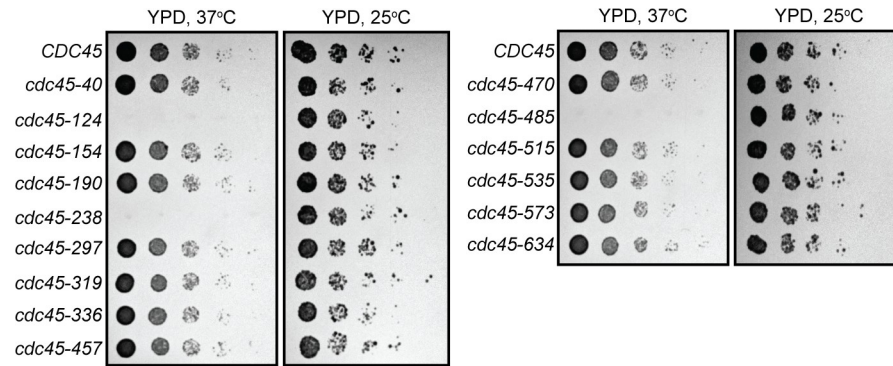 YPD, 37°C YPD, 25°C
CDC45
cdc45-40
cdc45-124
cdc45-154
cdc45-190
cdc45-238
cdc45-297
cdc45-319
cdc45-336
cdc45-457
YPD, 37°C YPD, 25°C
CDC45
cdc45-470
cdc45-485
cdc45-515
cdc45-535
cdc45-573
cdc45-634